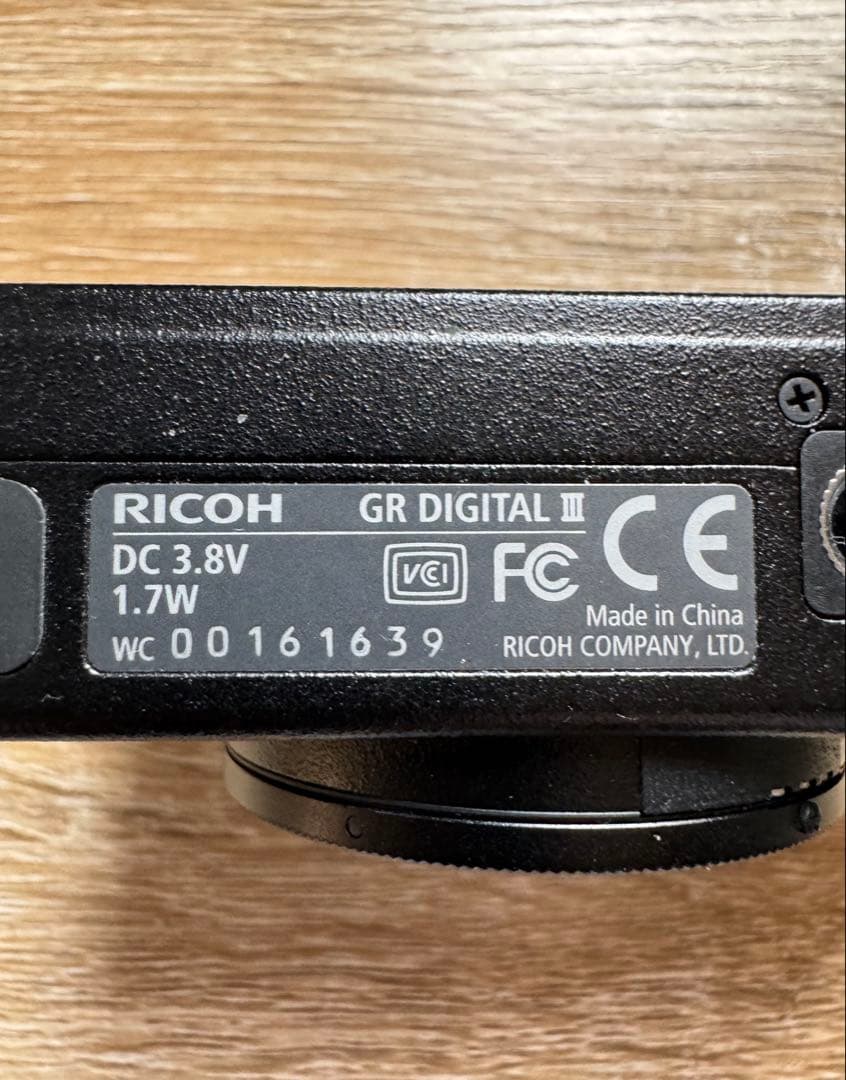 RICOH GR DIGITAL III
DC 3.8V
1.7W
VCCI FC CE
Made in China
WC 00161639 RICOH COMPANY, LTD.